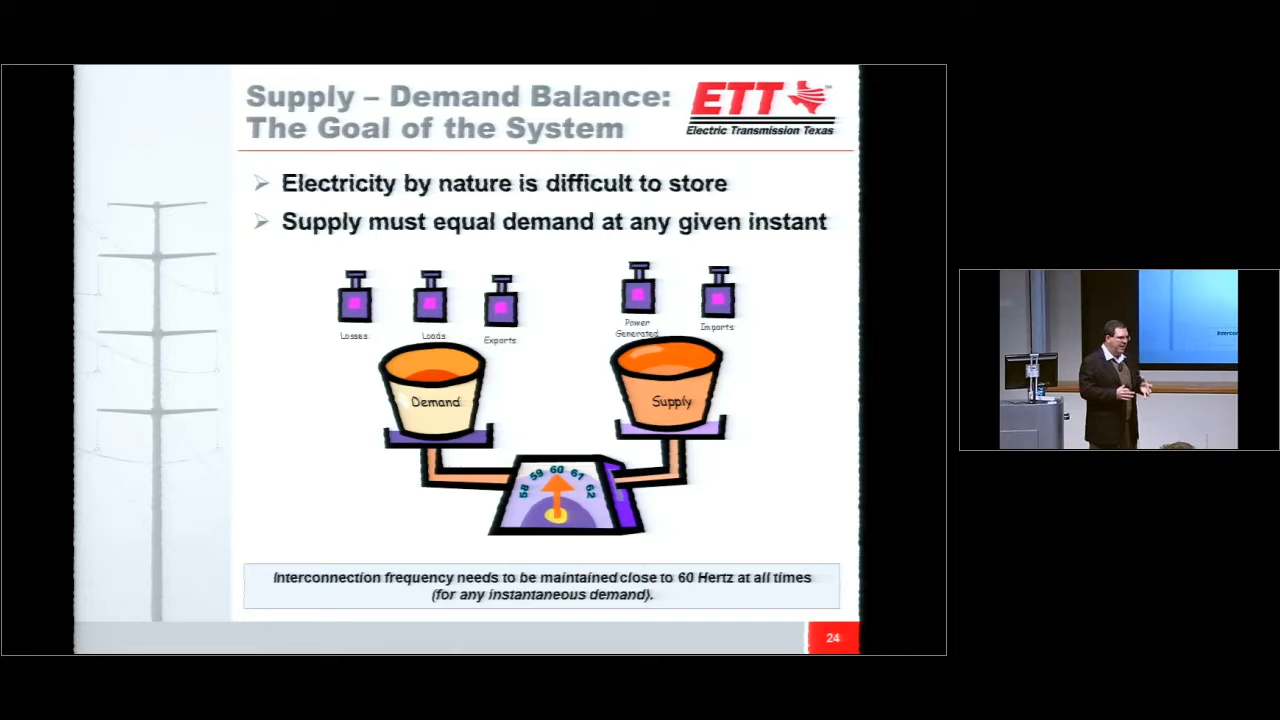 Supply – Demand Balance:
The Goal of the System
ETT
SM
Electric Transmission Texas
Electricity by nature is difficult to store
Supply must equal demand at any given instant
Losses
Loads
Exports
Power
Generated
Imports
Demand
Supply
58 59 60 61 62
Interconnection frequency needs to be maintained close to 60 Hertz at all times
(for any instantaneous demand).
24